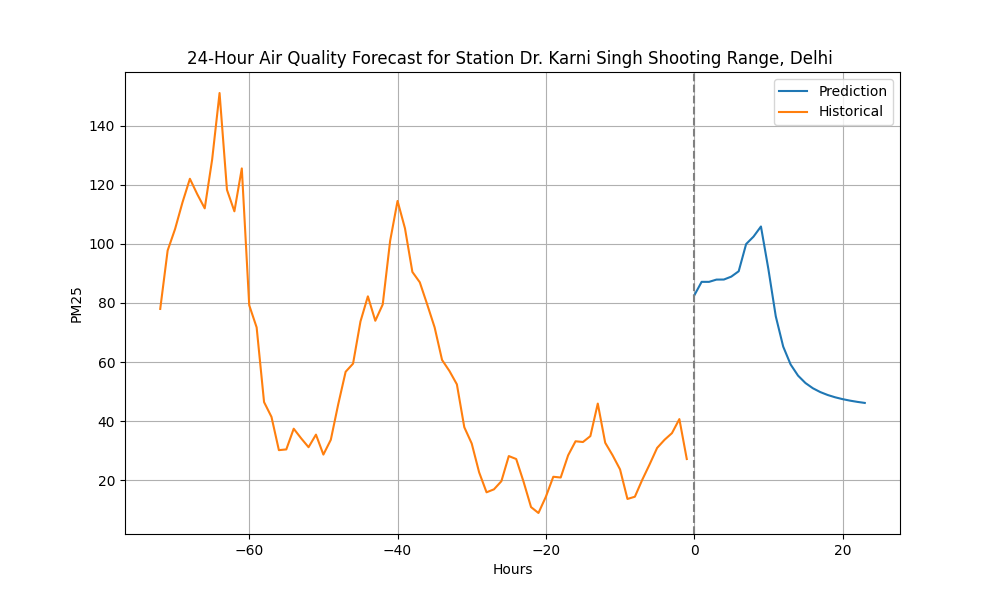 24-Hour Air Quality Forecast for Station Dr. Karni Singh Shooting Range, Delhi
Prediction
Historical
PM25
140
120
100
80
60
40
20
−60
−40
−20
0
20
Hours